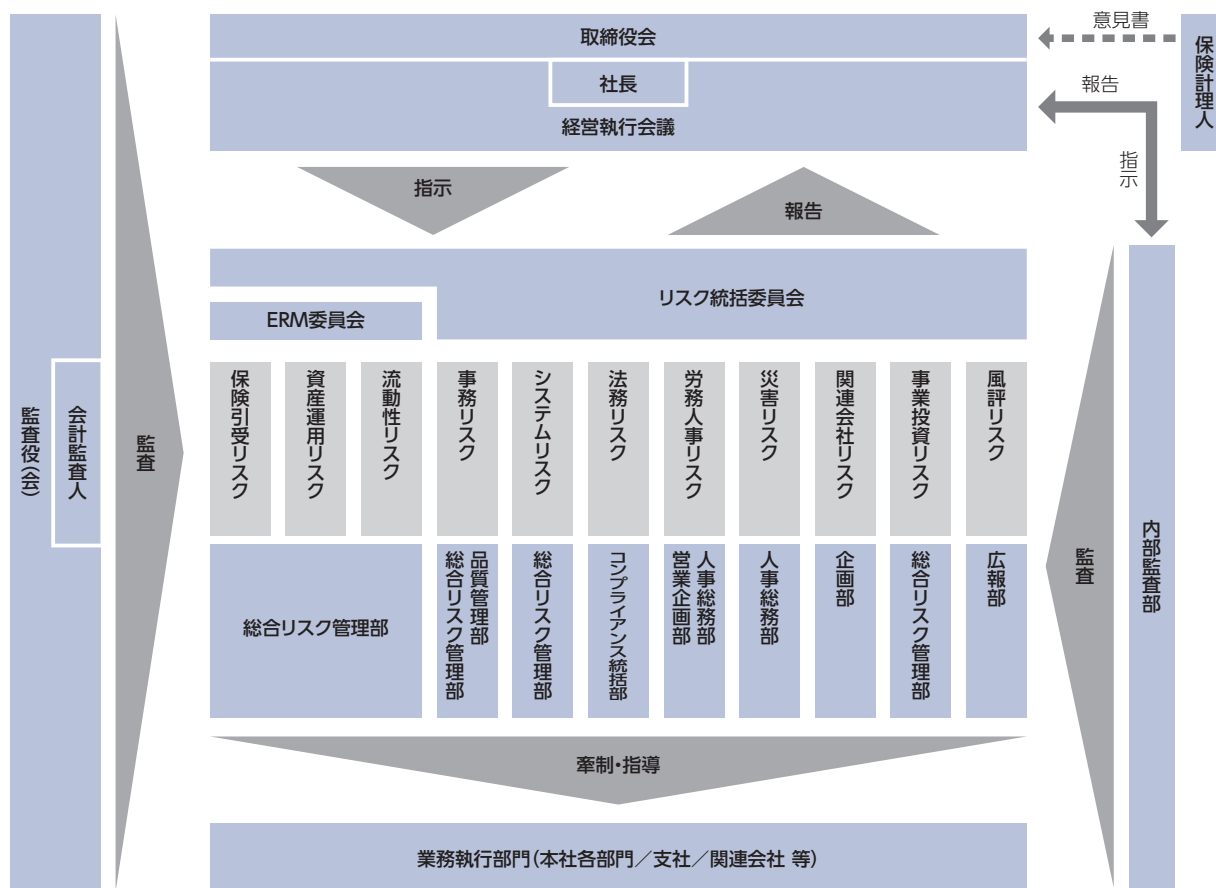 取締役会
社長
経営執行会議
意見書
保険計理人
報告
指示
指示
報告
リスク統括委員会
ERM委員会
監査役(会)
会計監査人
監査
保険引受リスク
資産運用リスク
流動性リスク
事務リスク
システムリスク
法務リスク
労務人事リスク
災害リスク
関連会社リスク
事業投資リスク
風評リスク
総合リスク管理部
品質管理部
総合リスク管理部
総合リスク管理部
コンプライアンス統括部
人事総務部
営業企画部
人事総務部
企画部
総合リスク管理部
広報部
監査
内部監査部
牽制・指導
業務執行部門(本社各部門／支社／関連会社 等)